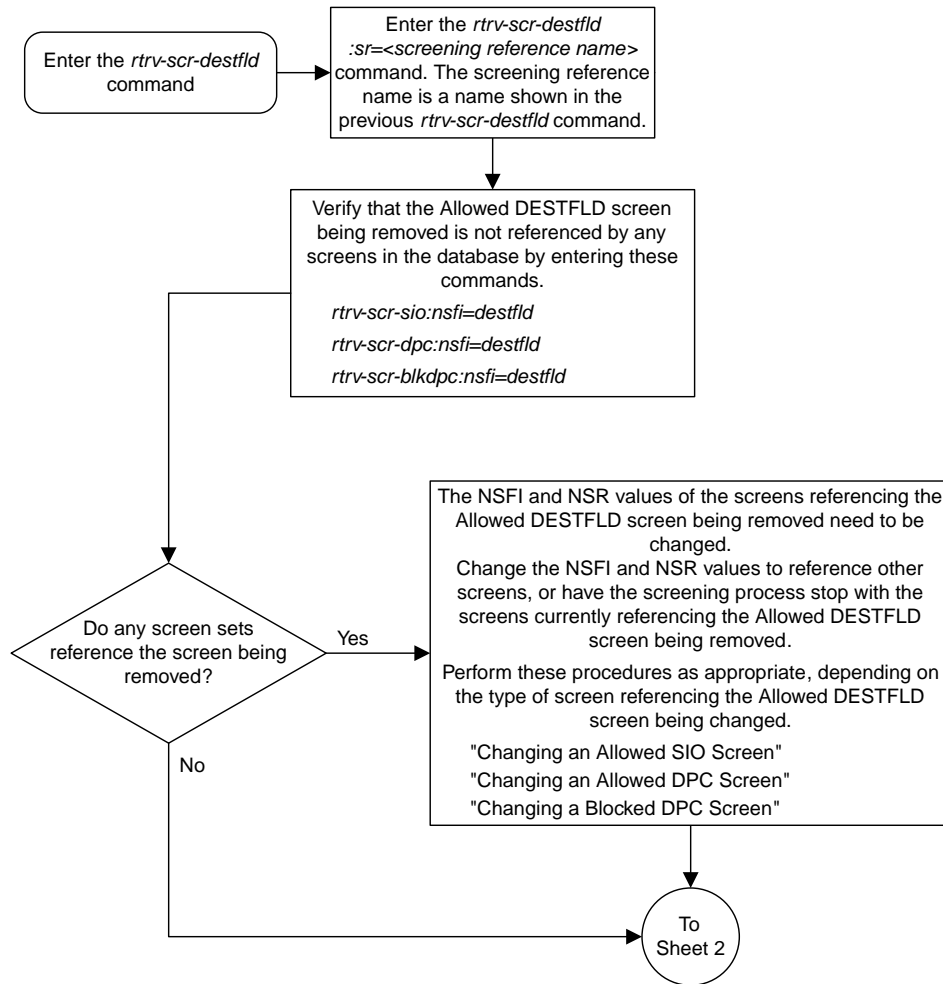 Enter the rtrv-scr-destfld
command
Enter the rtrv-scr-destfld
:sr=<screening reference name>
command. The screening reference
name is a name shown in the
previous rtrv-scr-destfld command.
Verify that the Allowed DESTFLD screen
being removed is not referenced by any
screens in the database by entering these
commands.
rtrv-scr-sio:nsfi=destfld
rtrv-scr-dpc:nsfi=destfld
rtrv-scr-blkdpc:nsfi=destfld
Do any screen sets
reference the screen being
removed?
Yes
No
The NSFI and NSR values of the screens referencing the
Allowed DESTFLD screen being removed need to be
changed.
Change the NSFI and NSR values to reference other
screens, or have the screening process stop with the
screens currently referencing the Allowed DESTFLD
screen being removed.
Perform these procedures as appropriate, depending on
the type of screen referencing the Allowed DESTFLD
screen being changed.
"Changing an Allowed SIO Screen"
"Changing an Allowed DPC Screen"
"Changing a Blocked DPC Screen"
To
Sheet 2